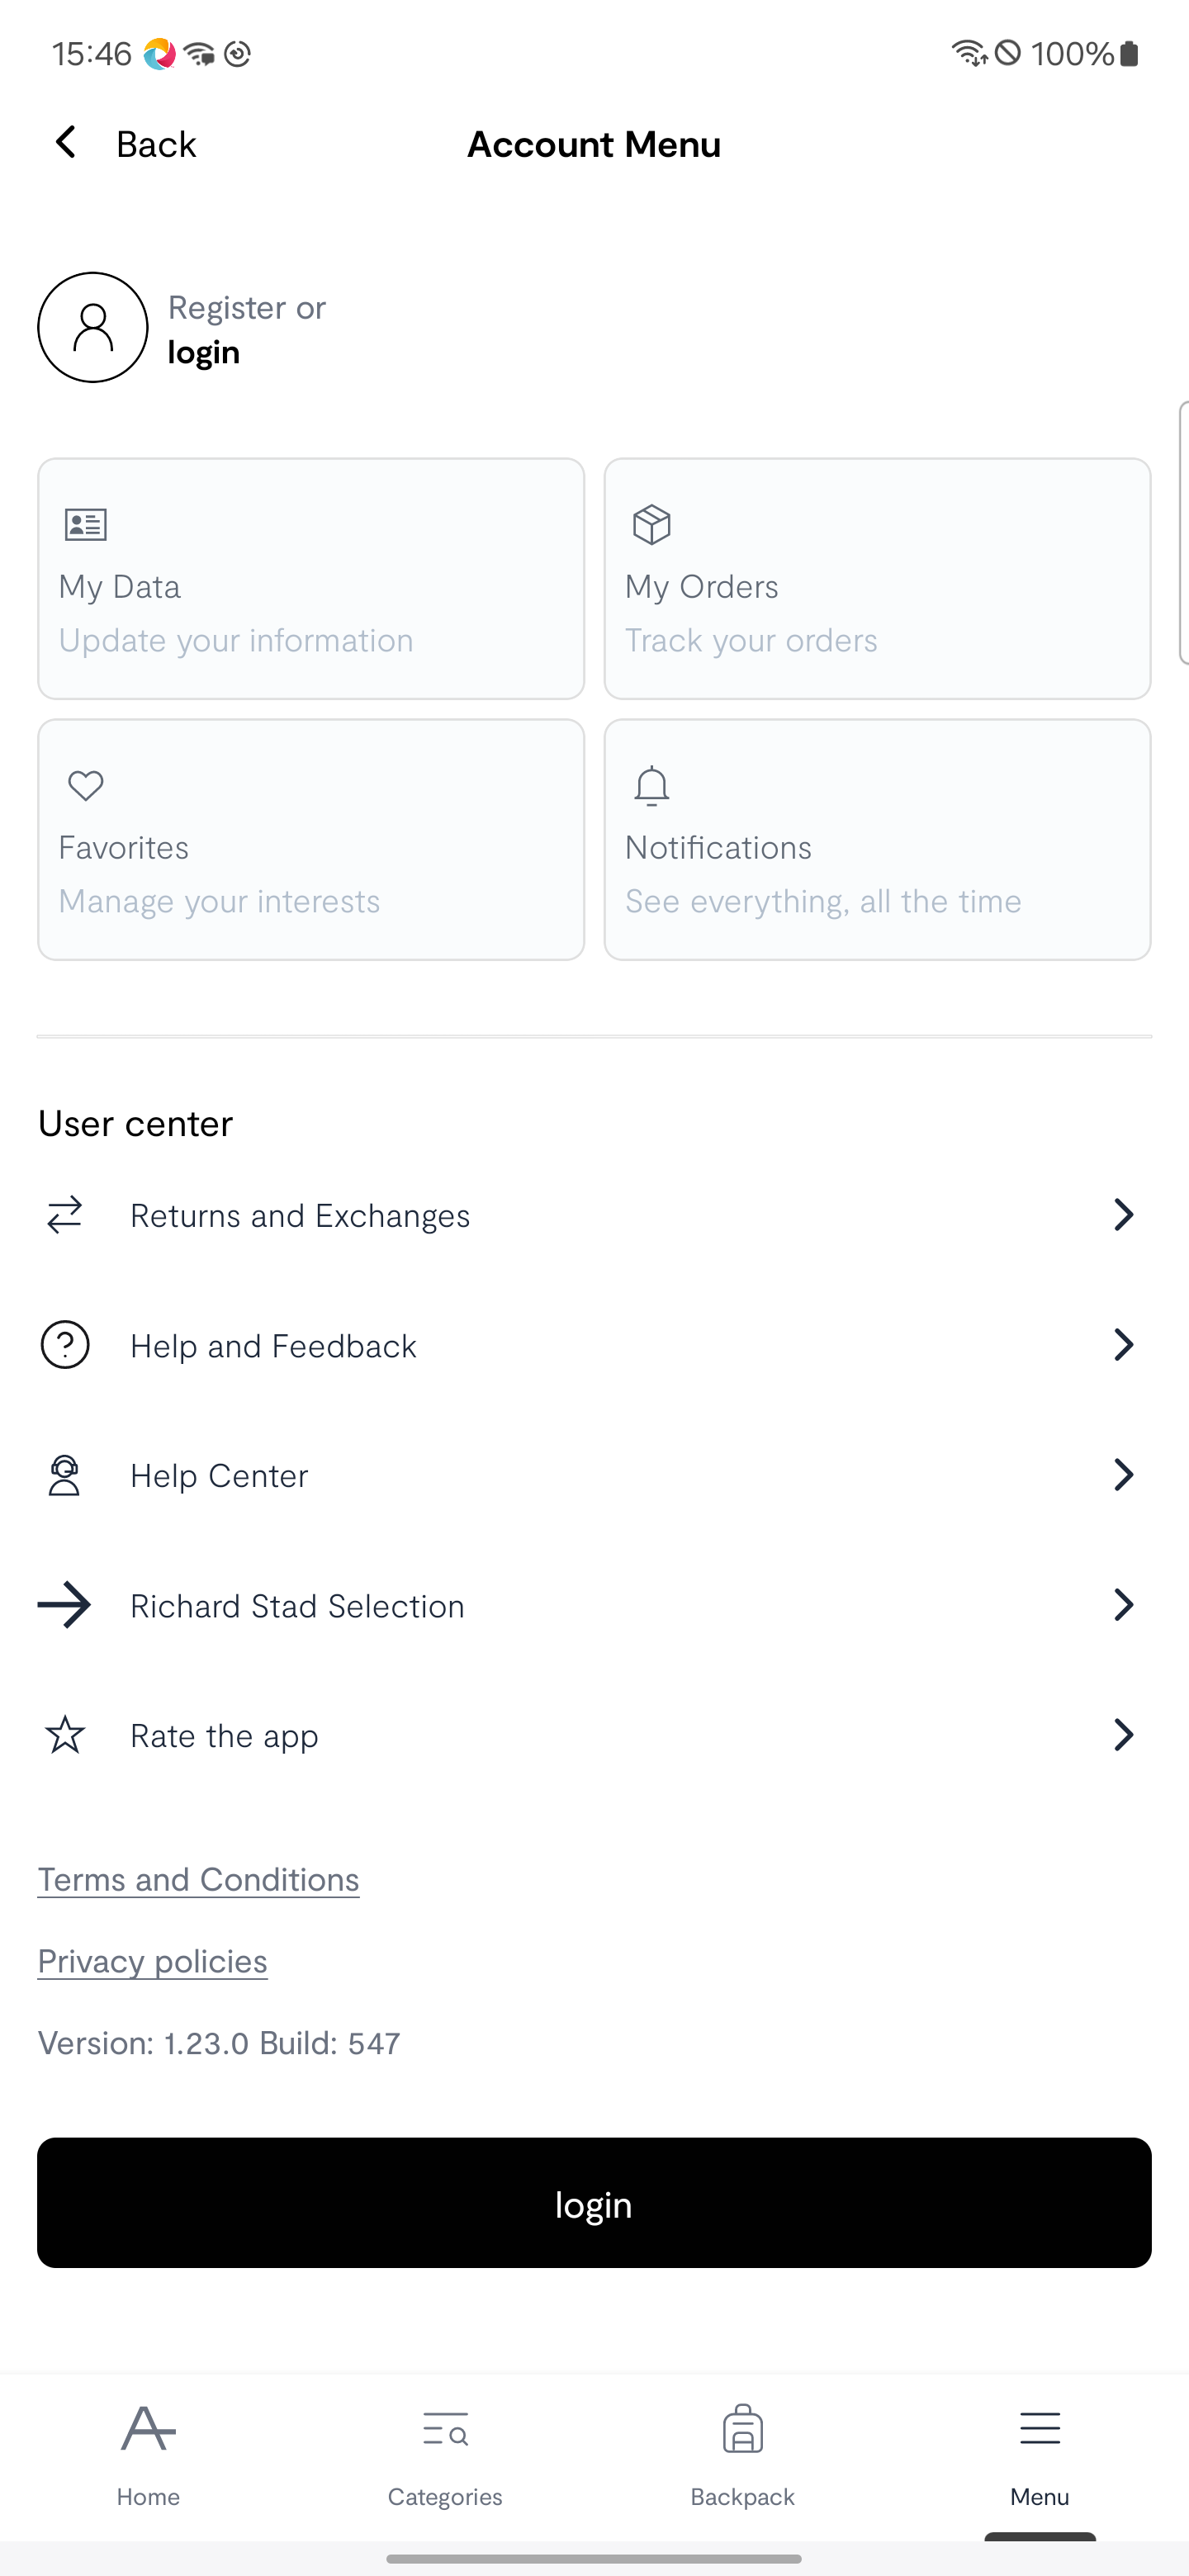 15:46
100%
Back
Account Menu
Register or
login
My Data
Update your information
My Orders
Track your orders
Favorites
Manage your interests
Notifications
See everything, all the time
User center
Returns and Exchanges
Help and Feedback
Help Center
Richard Stad Selection
Rate the app
Terms and Conditions
Privacy policies
Version: 1.23.0 Build: 547
login
Home
Categories
Backpack
Menu